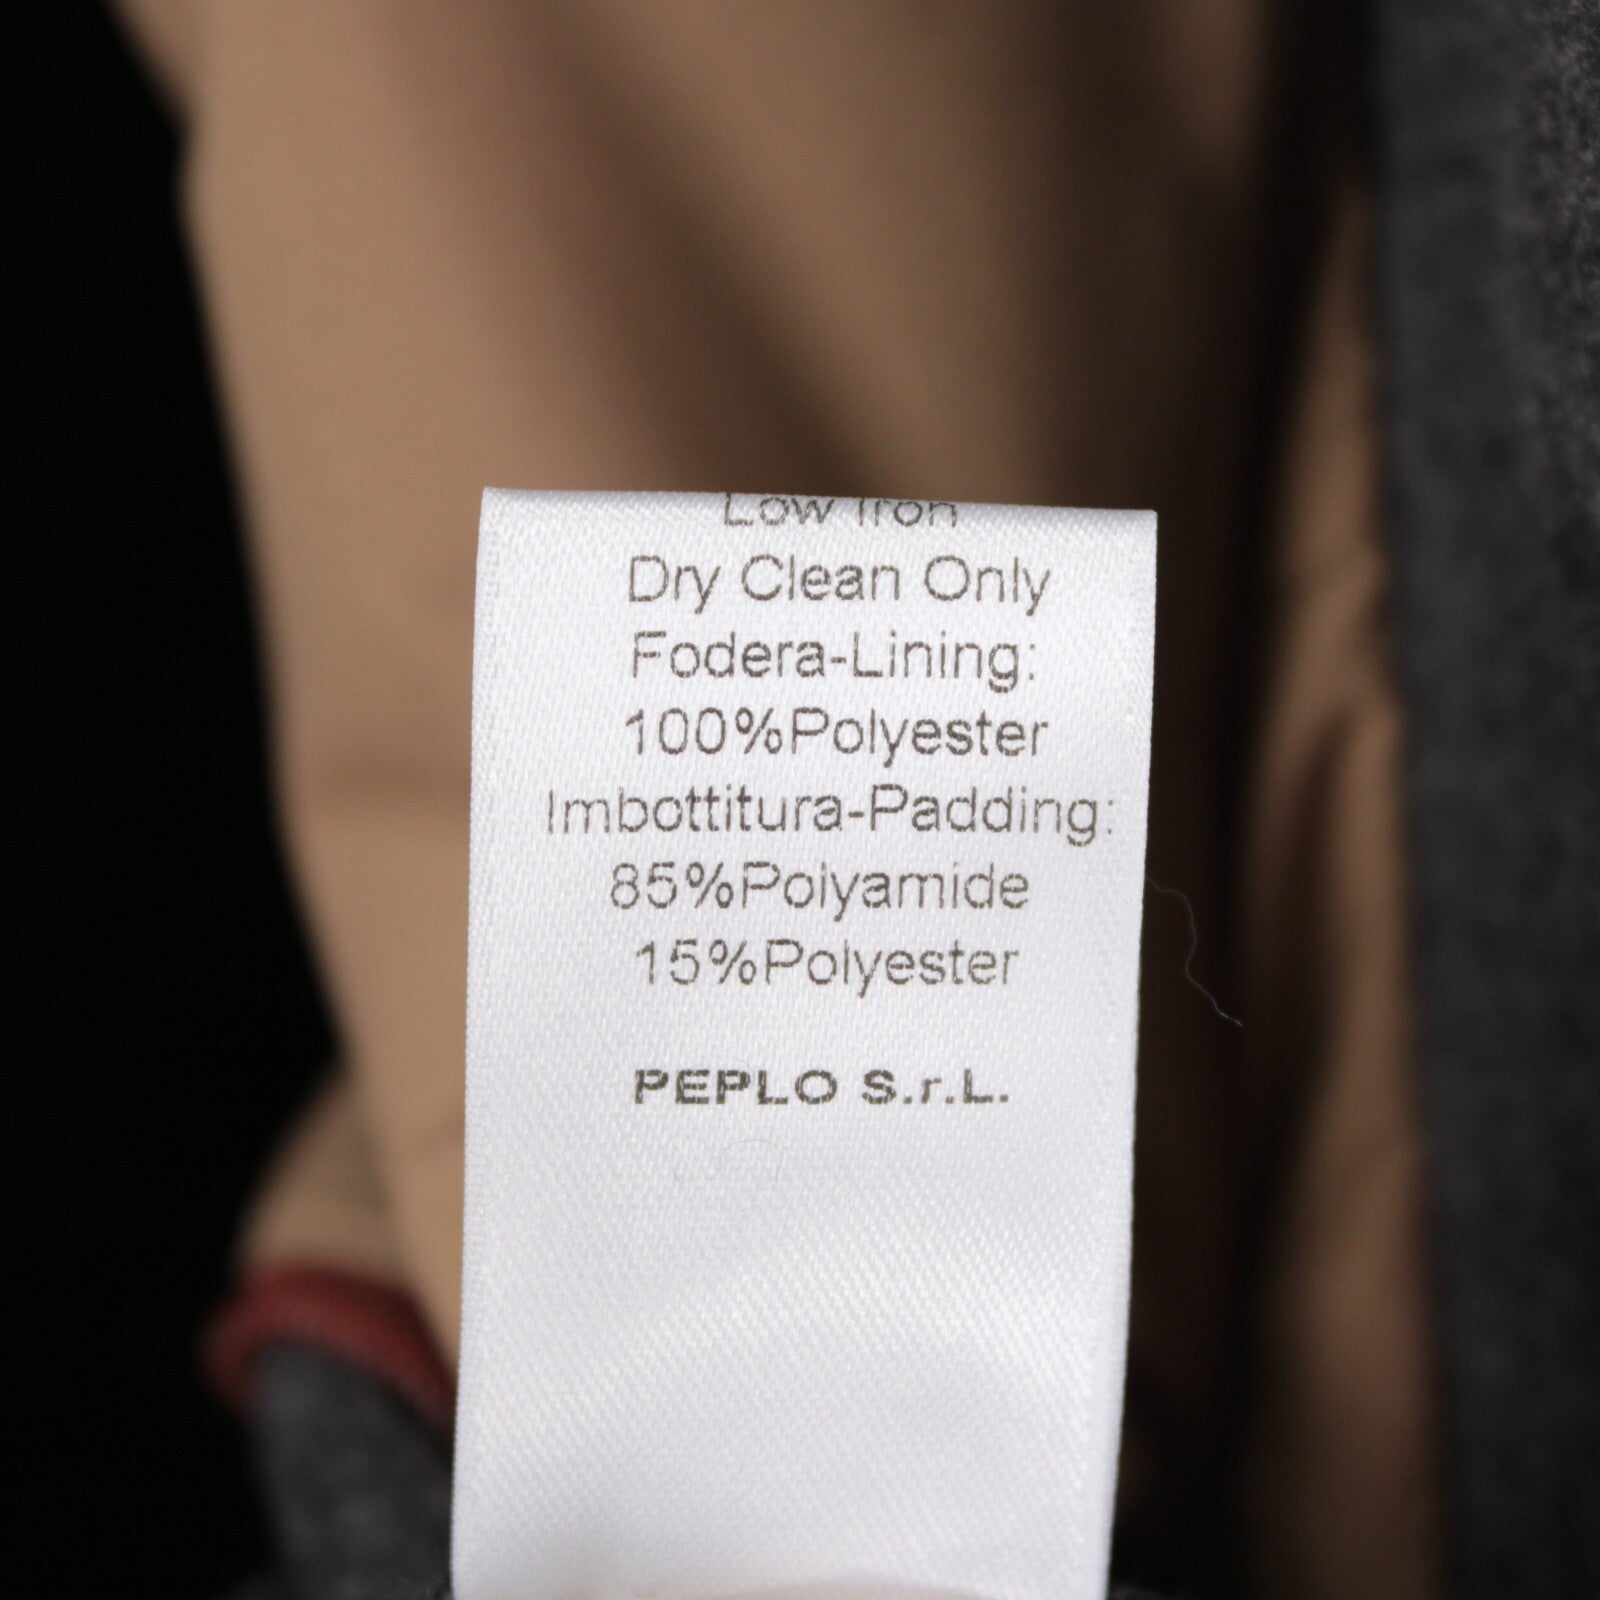 Low Iron
Dry Clean Only
Fodera-Lining:
100%Polyester
Imbottitura-Padding:
85%Polyamide
15%Polyester
PEPLO S.r.L.